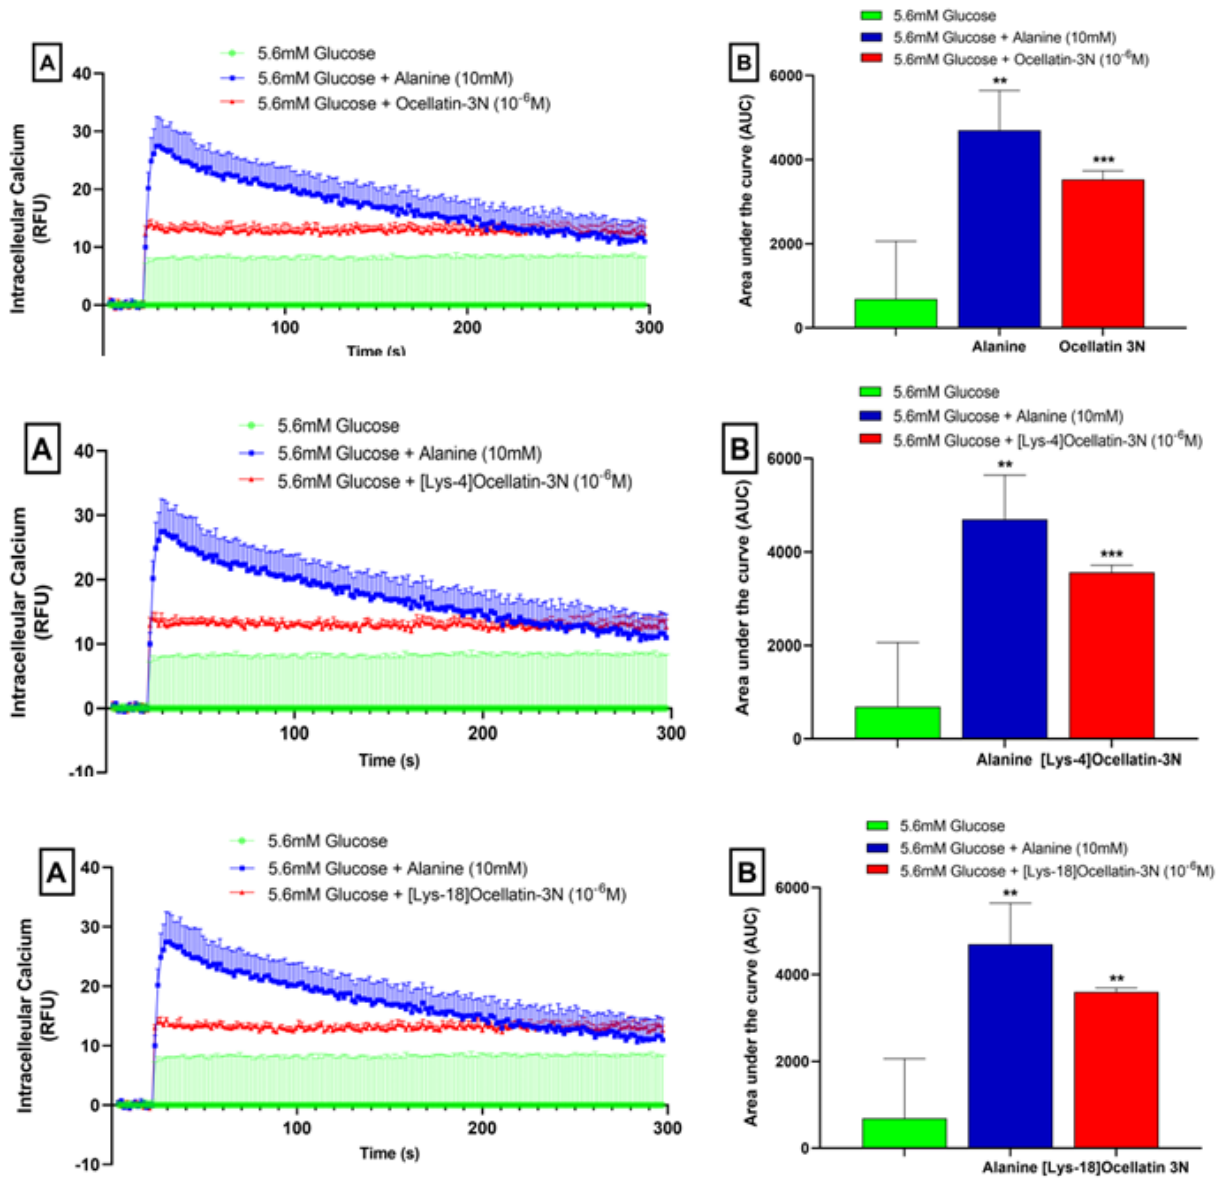 A
5.6mM Glucose
5.6mM Glucose + Alanine (10mM)
5.6mM Glucose + Ocellatin-3N (10⁻⁶M)
Intracelleular Calcium
(RFU)
40
30
20
10
0
100
200
300
Time (s)
B
5.6mM Glucose
5.6mM Glucose + Alanine (10mM)
5.6mM Glucose + Ocellatin-3N (10⁻⁶M)
Area under the curve (AUC)
6000
4000
2000
0
**
***
Alanine
Ocellatin 3N
A
5.6mM Glucose
5.6mM Glucose + Alanine (10mM)
5.6mM Glucose + [Lys-4]Ocellatin-3N (10⁻⁶M)
Intracelleular Calcium
(RFU)
40
30
20
10
0
-10
100
200
300
Time (s)
B
5.6mM Glucose
5.6mM Glucose + Alanine (10mM)
5.6mM Glucose + [Lys-4]Ocellatin-3N (10⁻⁶M)
Area under the curve (AUC)
6000
4000
2000
0
**
***
Alanine [Lys-4]Ocellatin-3N
A
5.6mM Glucose
5.6mM Glucose + Alanine (10mM)
5.6mM Glucose + [Lys-18]Ocellatin-3N (10⁻⁶M)
Intracelleular Calcium
(RFU)
40
30
20
10
0
-10
100
200
300
Time (s)
B
5.6mM Glucose
5.6mM Glucose + Alanine (10mM)
5.6mM Glucose + [Lys-18]Ocellatin-3N (10⁻⁶M)
Area under the curve (AUC)
6000
4000
2000
0
**
**
Alanine [Lys-18]Ocellatin 3N